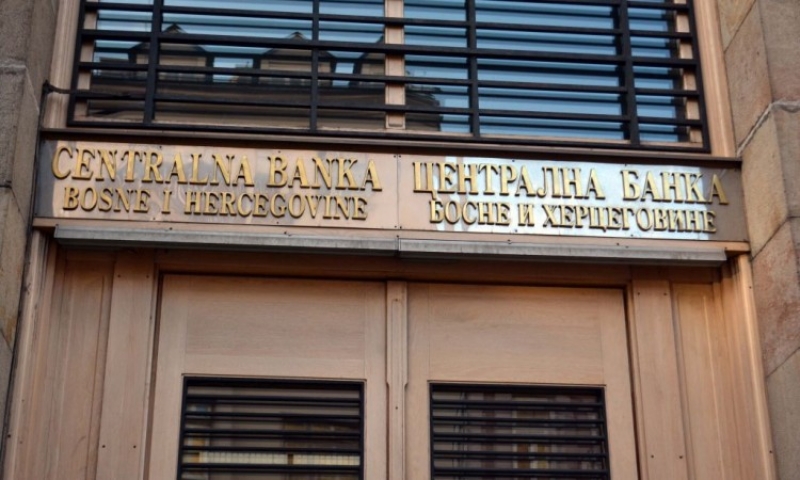 CENTRALNA BANKA
BOSNE I HERCEGOVINE
ЦЕНТРАЛНА БАНКА
БОСНЕ И ХЕРЦЕГОВИНЕ